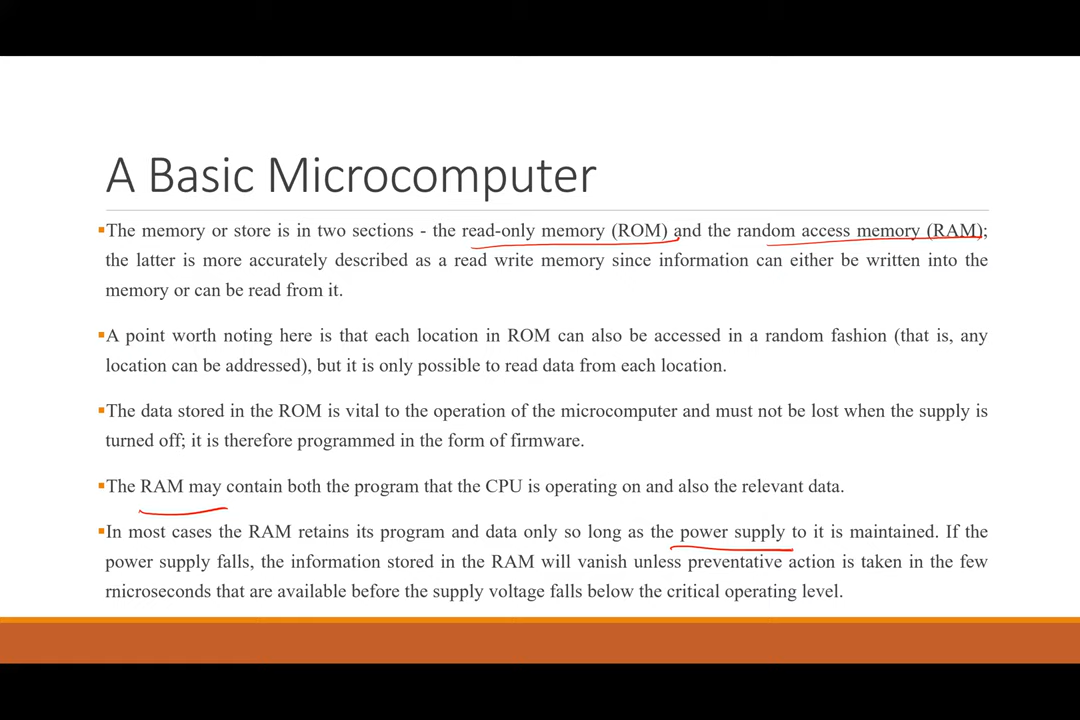 A Basic Microcomputer
▪The memory or store is in two sections - the read-only memory (ROM) and the random access memory (RAM);
the latter is more accurately described as a read write memory since information can either be written into the
memory or can be read from it.
▪A point worth noting here is that each location in ROM can also be accessed in a random fashion (that is, any
location can be addressed), but it is only possible to read data from each location.
▪The data stored in the ROM is vital to the operation of the microcomputer and must not be lost when the supply is
turned off; it is therefore programmed in the form of firmware.
▪The RAM may contain both the program that the CPU is operating on and also the relevant data.
▪In most cases the RAM retains its program and data only so long as the power supply to it is maintained. If the
power supply falls, the information stored in the RAM will vanish unless preventative action is taken in the few
rnicroseconds that are available before the supply voltage falls below the critical operating level.